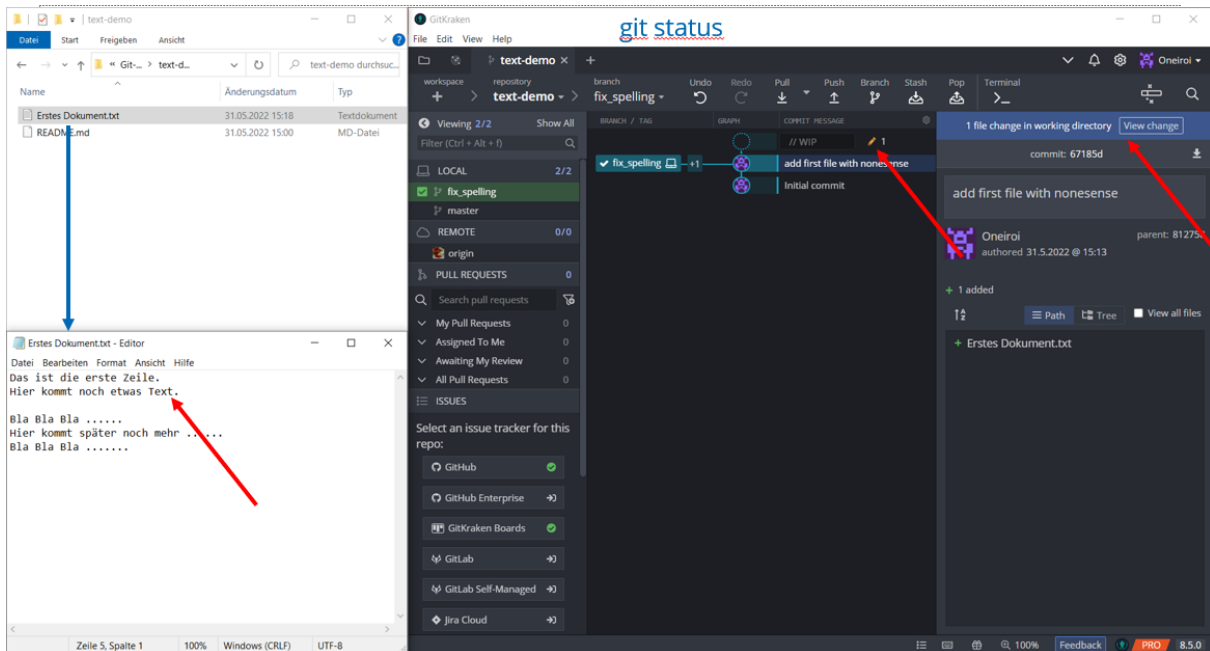 text-demo
Datei Start Freigeben Ansicht
« Git-... > text-d...
text-demo durchsuc...
Name Änderungsdatum Typ
Erstes Dokument.txt 31.05.2022 15:18 Textdokument
README.md 31.05.2022 15:00 MD-Datei
Erstes Dokument.txt - Editor
Datei Bearbeiten Format Ansicht Hilfe
Das ist die erste Zeile.
Hier kommt noch etwas Text.
Bla Bla Bla ......
Hier kommt später noch mehr ......
Bla Bla Bla .......
Zeile 5, Spalte 1 100% Windows (CRLF) UTF-8
GitKraken
git status
File Edit View Help
text-demo
Oneiroi
workspace repository branch Undo Redo Pull Push Branch Stash Pop Terminal
text-demo fix_spelling
Viewing 2/2 Show All
Filter (Ctrl + Alt + f)
LOCAL 2/2
fix_spelling
master
REMOTE 0/0
origin
PULL REQUESTS 0
Search pull requests
My Pull Requests 0
Assigned To Me 0
Awaiting My Review 0
All Pull Requests 0
ISSUES
Select an issue tracker for this
repo:
GitHub
GitHub Enterprise
GitKraken Boards
GitLab
GitLab Self-Managed
Jira Cloud
BRANCH / TAG GRAPH COMMIT MESSAGE
// WIP 1
fix_spelling +1 add first file with nonesense
Initial commit
1 file change in working directory View change
commit: 67185d
add first file with nonesense
Oneiroi parent: 81275
authored 31.5.2022 @ 15:13
+ 1 added
Path Tree View all files
+ Erstes Dokument.txt
100% Feedback PRO 8.5.0